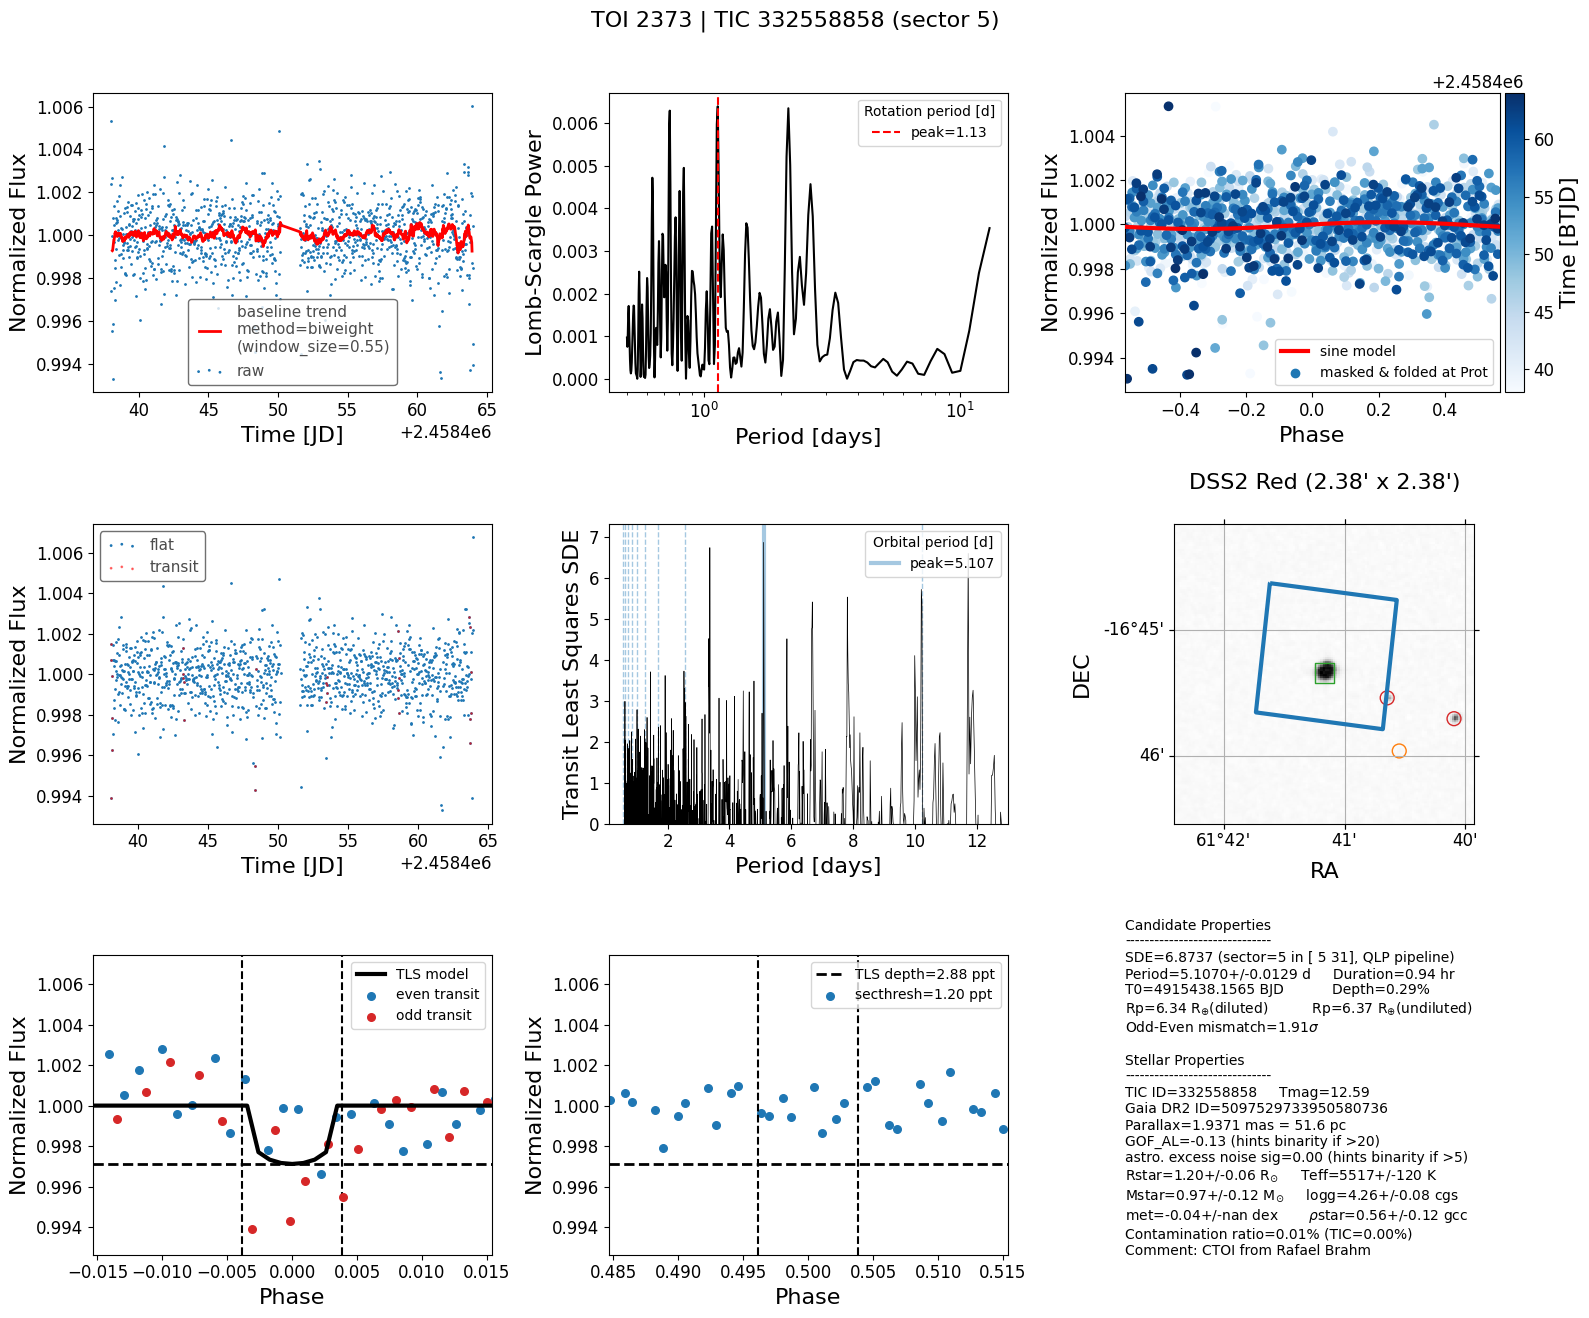 TOI 2373 | TIC 332558858 (sector 5)
Normalized Flux
1.006
1.004
1.002
1.000
0.998
0.996
0.994
baseline trend
method=biweight
(window_size=0.55)
raw
40 45 50 55 60 65
Time [JD]
+2.4584e6
Lomb-Scargle Power
0.006
0.005
0.004
0.003
0.002
0.001
0.000
Rotation period [d]
peak=1.13
10^0 10^1
Period [days]
+2.4584e6
Normalized Flux
1.004
1.002
1.000
0.998
0.996
0.994
sine model
masked & folded at Prot
−0.4 −0.2 0.0 0.2 0.4
Phase
60
55
50
45
40
Time [BTJD]
Normalized Flux
1.006
1.004
1.002
1.000
0.998
0.996
0.994
flat
transit
40 45 50 55 60 65
Time [JD]
+2.4584e6
Transit Least Squares SDE
7
6
5
4
3
2
1
0
Orbital period [d]
peak=5.107
2 4 6 8 10 12
Period [days]
DSS2 Red (2.38' x 2.38')
DEC
-16°45'
46'
61°42' 41' 40'
RA
Normalized Flux
1.006
1.004
1.002
1.000
0.998
0.996
0.994
TLS model
even transit
odd transit
−0.015 −0.010 −0.005 0.000 0.005 0.010 0.015
Phase
Normalized Flux
1.006
1.004
1.002
1.000
0.998
0.996
0.994
TLS depth=2.88 ppt
secthresh=1.20 ppt
0.485 0.490 0.495 0.500 0.505 0.510 0.515
Phase
Candidate Properties
------------------------------
SDE=6.8737 (sector=5 in [ 5 31], QLP pipeline)
Period=5.1070+/-0.0129 d Duration=0.94 hr
T0=4915438.1565 BJD Depth=0.29%
Rp=6.34 R⊕(diluted) Rp=6.37 R⊕(undiluted)
Odd-Even mismatch=1.91σ
Stellar Properties
------------------------------
TIC ID=332558858 Tmag=12.59
Gaia DR2 ID=5097529733950580736
Parallax=1.9371 mas = 51.6 pc
GOF_AL=-0.13 (hints binarity if >20)
astro. excess noise sig=0.00 (hints binarity if >5)
Rstar=1.20+/-0.06 R⊙ Teff=5517+/-120 K
Mstar=0.97+/-0.12 M⊙ logg=4.26+/-0.08 cgs
met=-0.04+/-nan dex ρstar=0.56+/-0.12 gcc
Contamination ratio=0.01% (TIC=0.00%)
Comment: CTOI from Rafael Brahm